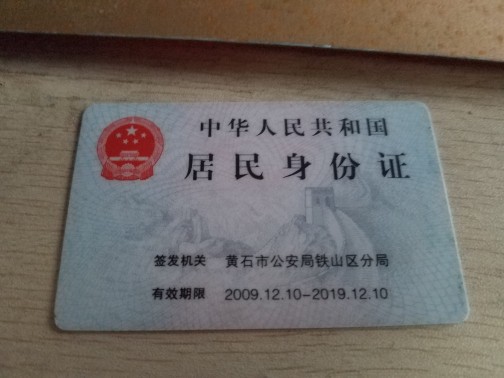 中华人民共和国
居民身份证
签发机关 黄石市公安局铁山区分局
有效期限 2009.12.10-2019.12.10